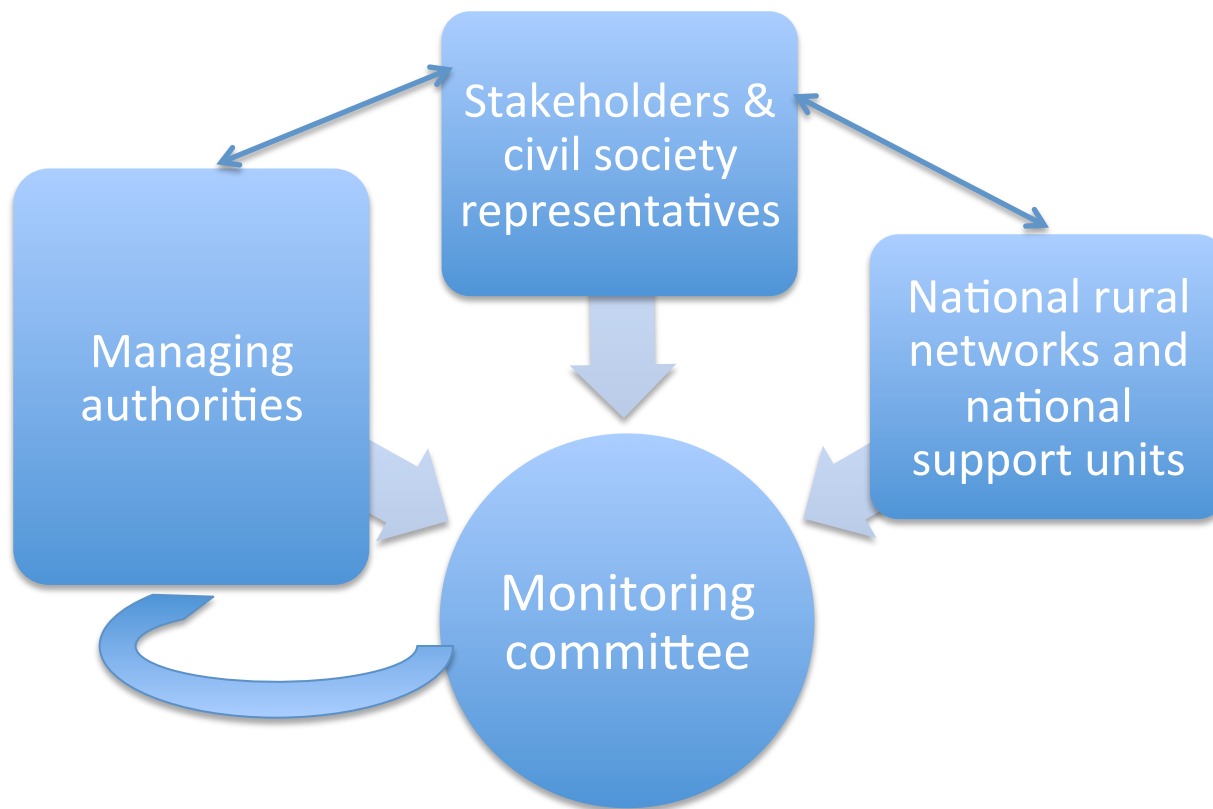 Stakeholders &
civil society
representatives
Managing
authorities
National rural
networks and
national
support units
Monitoring
committee